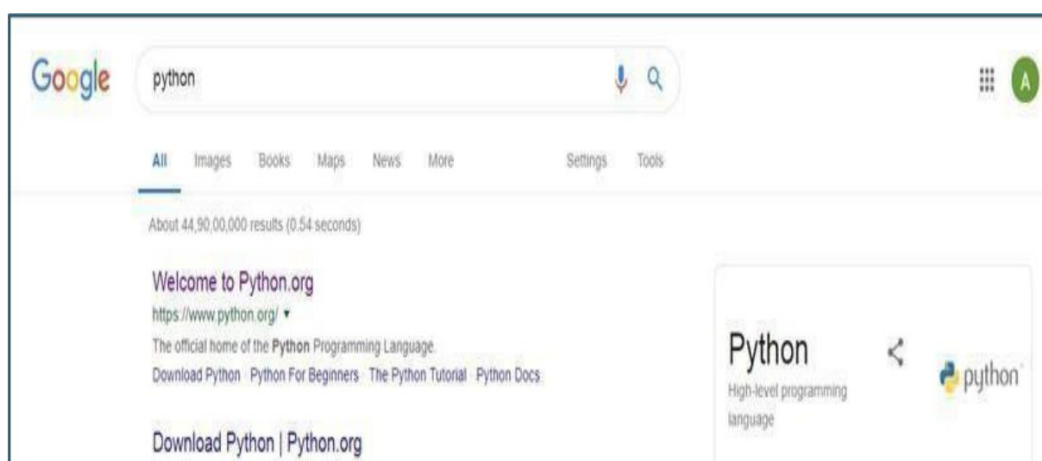 Google
python
A
All Images Books Maps News More Settings Tools
About 44,90,00,000 results (0.54 seconds)
Welcome to Python.org
https://www.python.org/
The official home of the Python Programming Language.
Download Python · Python For Beginners · The Python Tutorial · Python Docs
Download Python | Python.org
Python
High-level programming
language
python